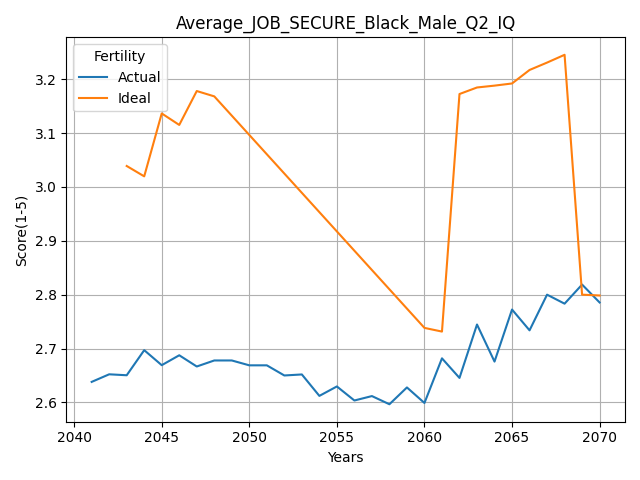 Average_JOB_SECURE_Black_Male_Q2_IQ
Fertility
Actual
Ideal
Score(1-5)
3.2
3.1
3.0
2.9
2.8
2.7
2.6
2040 2045 2050 2055 2060 2065 2070
Years